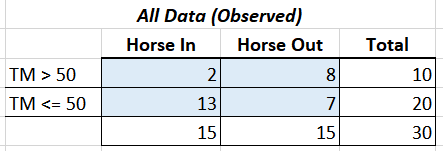 All Data (Observed)
Horse In Horse Out Total
TM > 50 2 8 10
TM <= 50 13 7 20
15 15 30